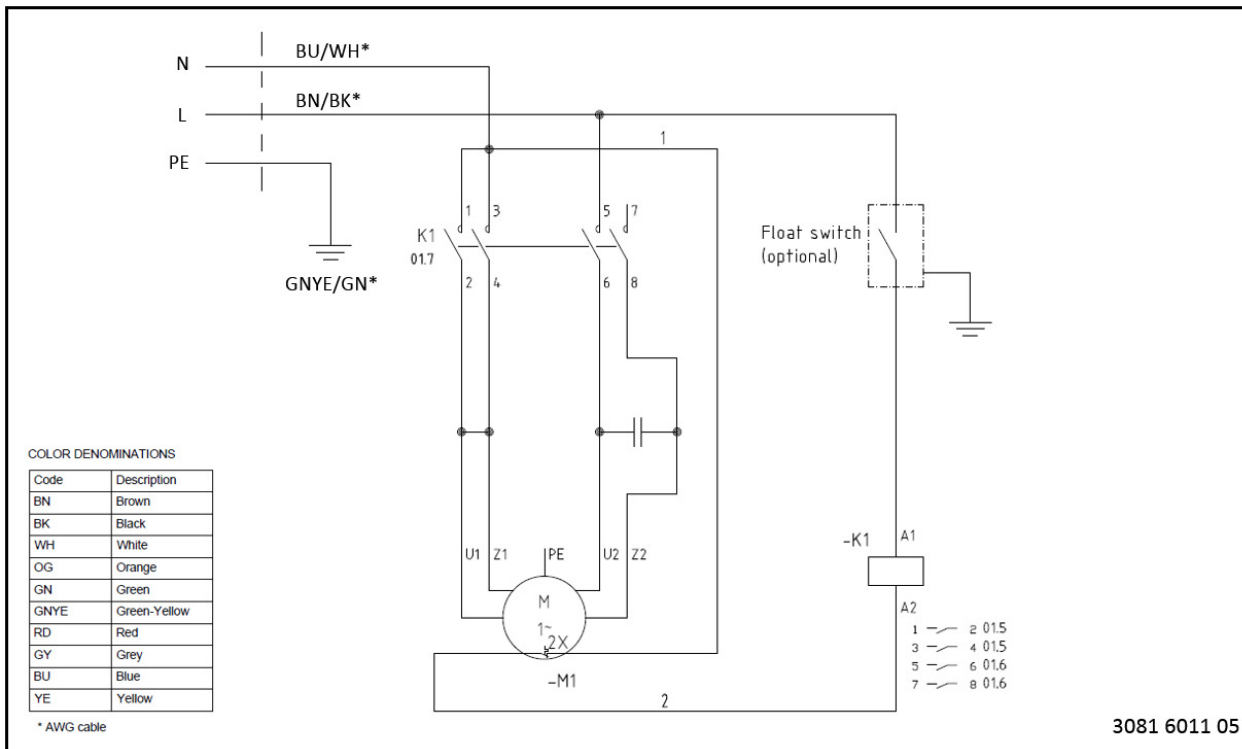 N
BU/WH*
L
BN/BK*
PE
GNYE/GN*
1
K1
01.7
1 3
5 7
2 4
6 8
Float switch
(optional)
U1 Z1 PE U2 Z2
M
1~
2X
-M1
2
-K1
A1
A2
1 2 01.5
3 4 01.5
5 6 01.6
7 8 01.6
COLOR DENOMINATIONS
Code Description
BN Brown
BK Black
WH White
OG Orange
GN Green
GNYE Green-Yellow
RD Red
GY Grey
BU Blue
YE Yellow
* AWG cable
3081 6011 05